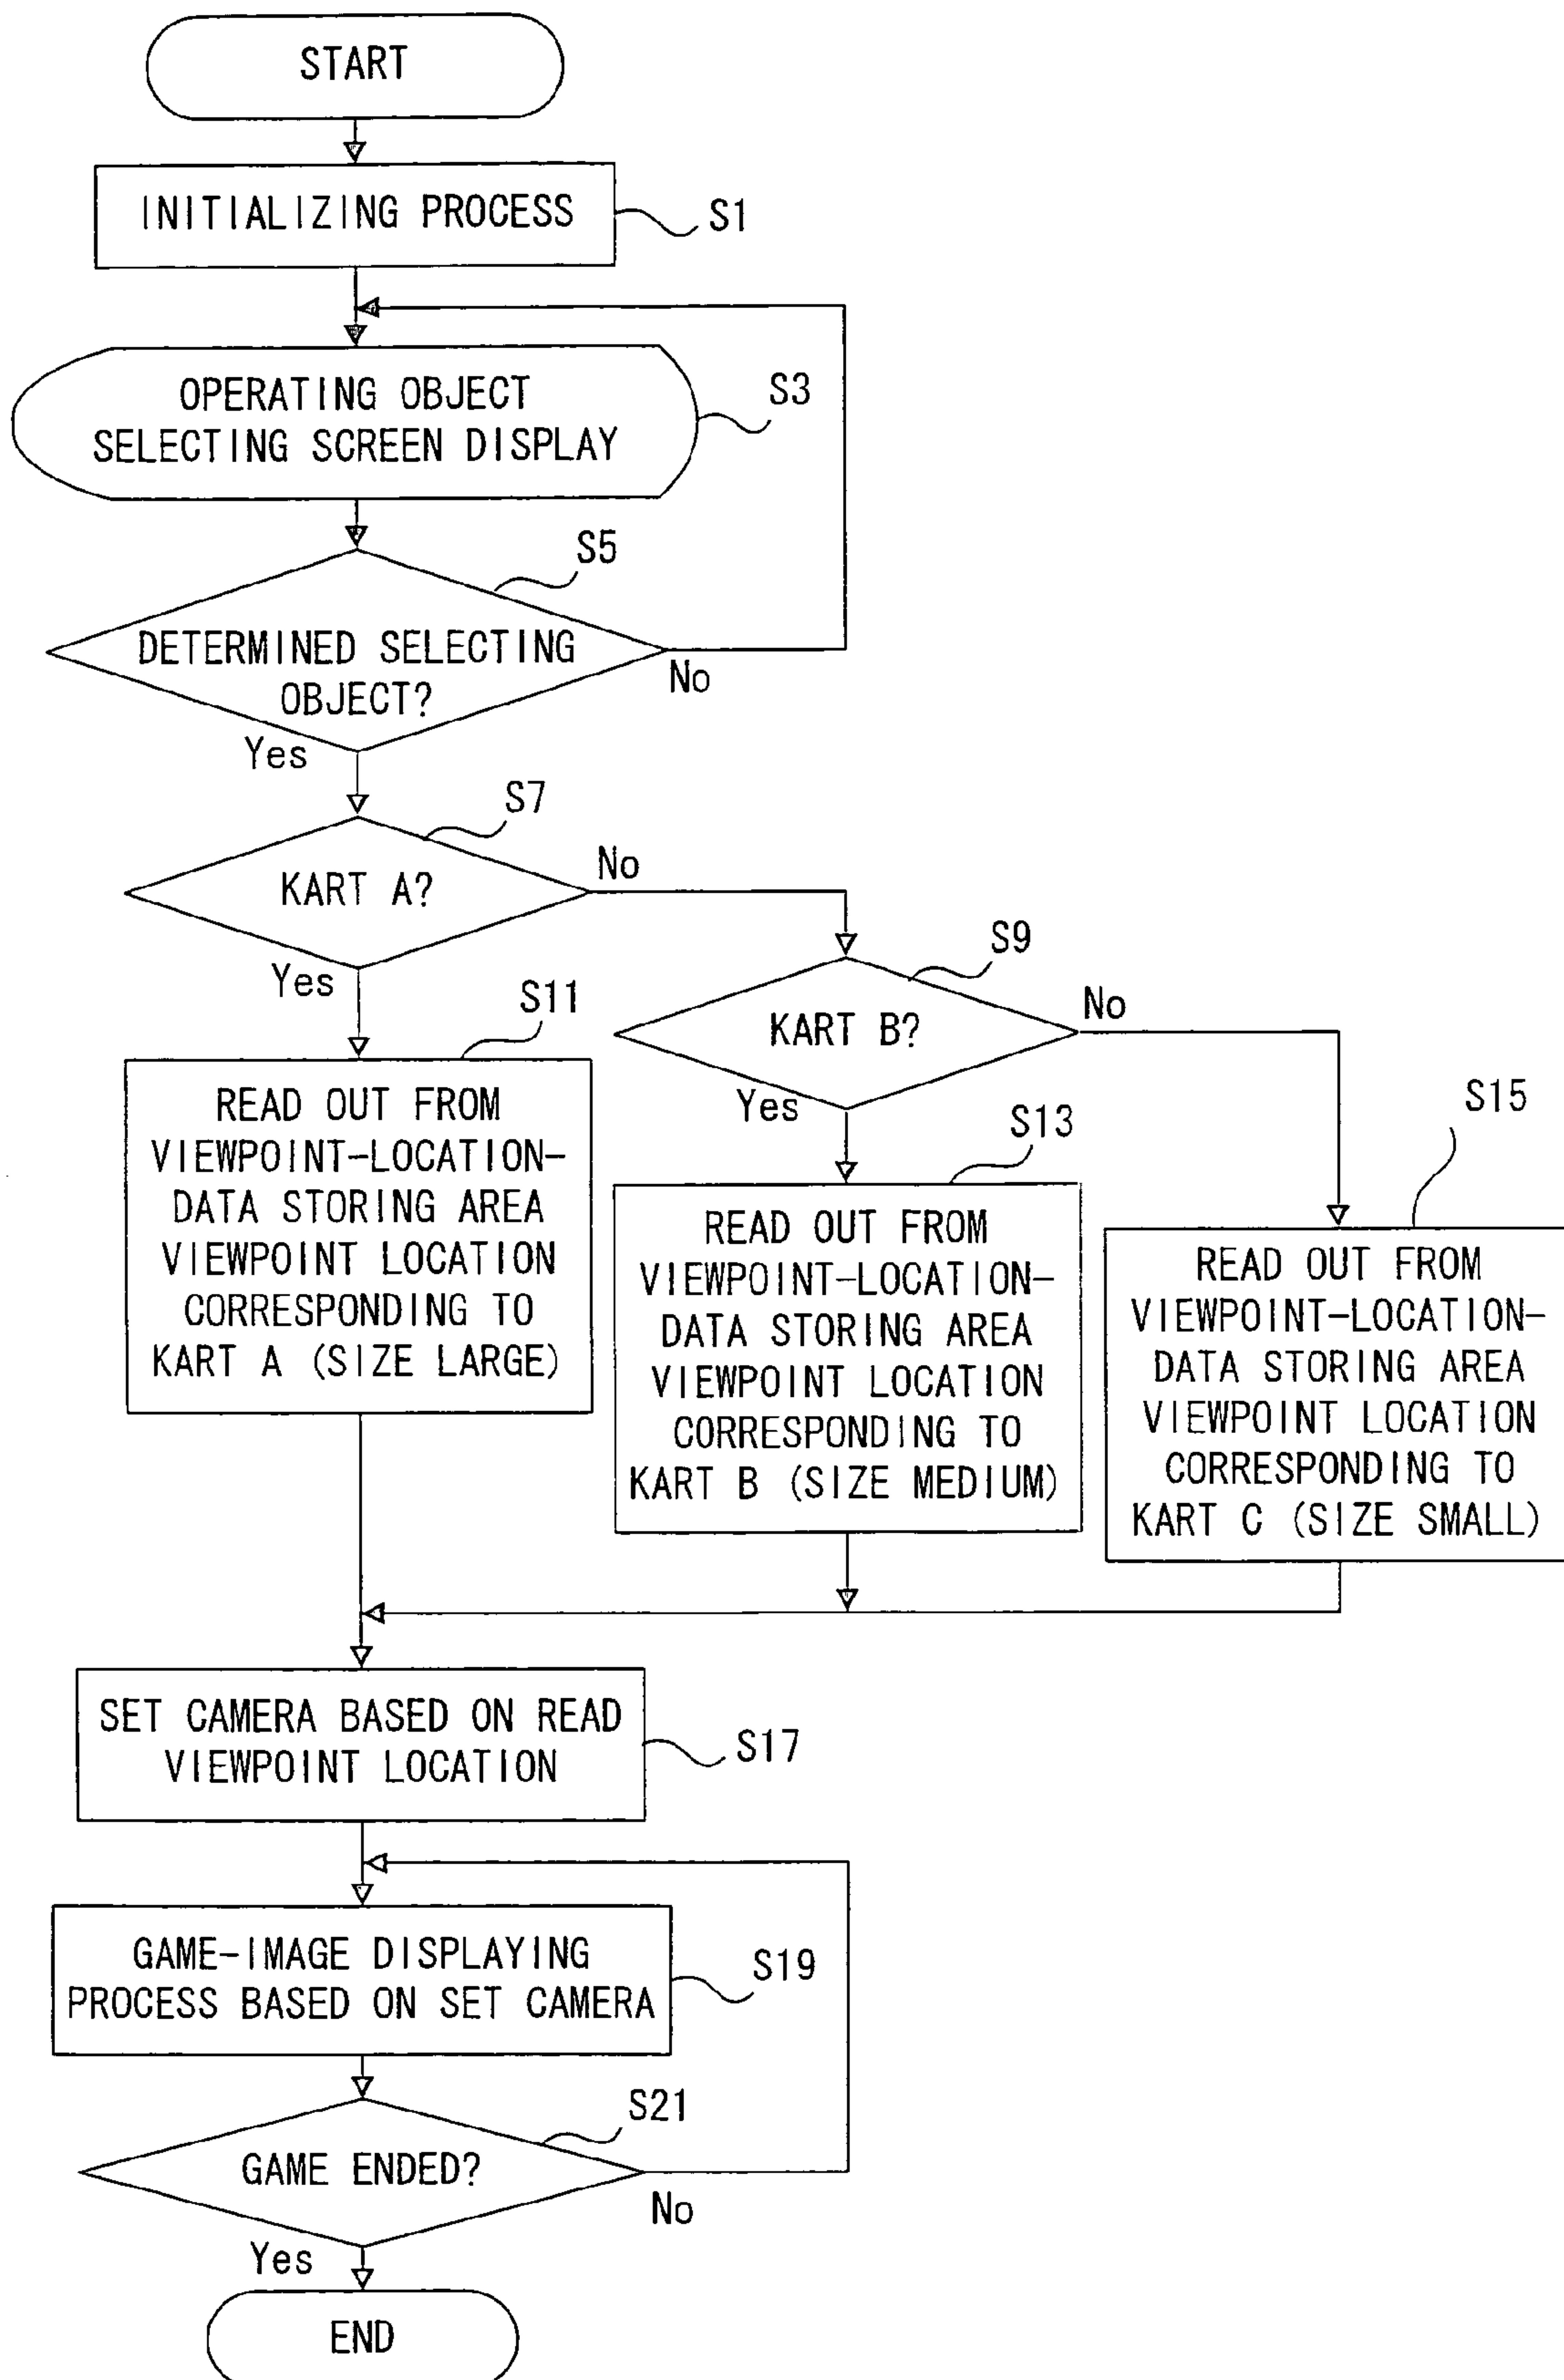 START
INITIALIZING PROCESS
S1
OPERATING OBJECT
SELECTING SCREEN DISPLAY
S3
S5
DETERMINED SELECTING
OBJECT?
No
Yes
S7
KART A?
No
Yes
S9
KART B?
No
Yes
S11
READ OUT FROM
VIEWPOINT-LOCATION-
DATA STORING AREA
VIEWPOINT LOCATION
CORRESPONDING TO
KART A (SIZE LARGE)
S13
READ OUT FROM
VIEWPOINT-LOCATION-
DATA STORING AREA
VIEWPOINT LOCATION
CORRESPONDING TO
KART B (SIZE MEDIUM)
S15
READ OUT FROM
VIEWPOINT-LOCATION-
DATA STORING AREA
VIEWPOINT LOCATION
CORRESPONDING TO
KART C (SIZE SMALL)
SET CAMERA BASED ON READ
VIEWPOINT LOCATION
S17
GAME-IMAGE DISPLAYING
PROCESS BASED ON SET CAMERA
S19
S21
GAME ENDED?
No
Yes
END